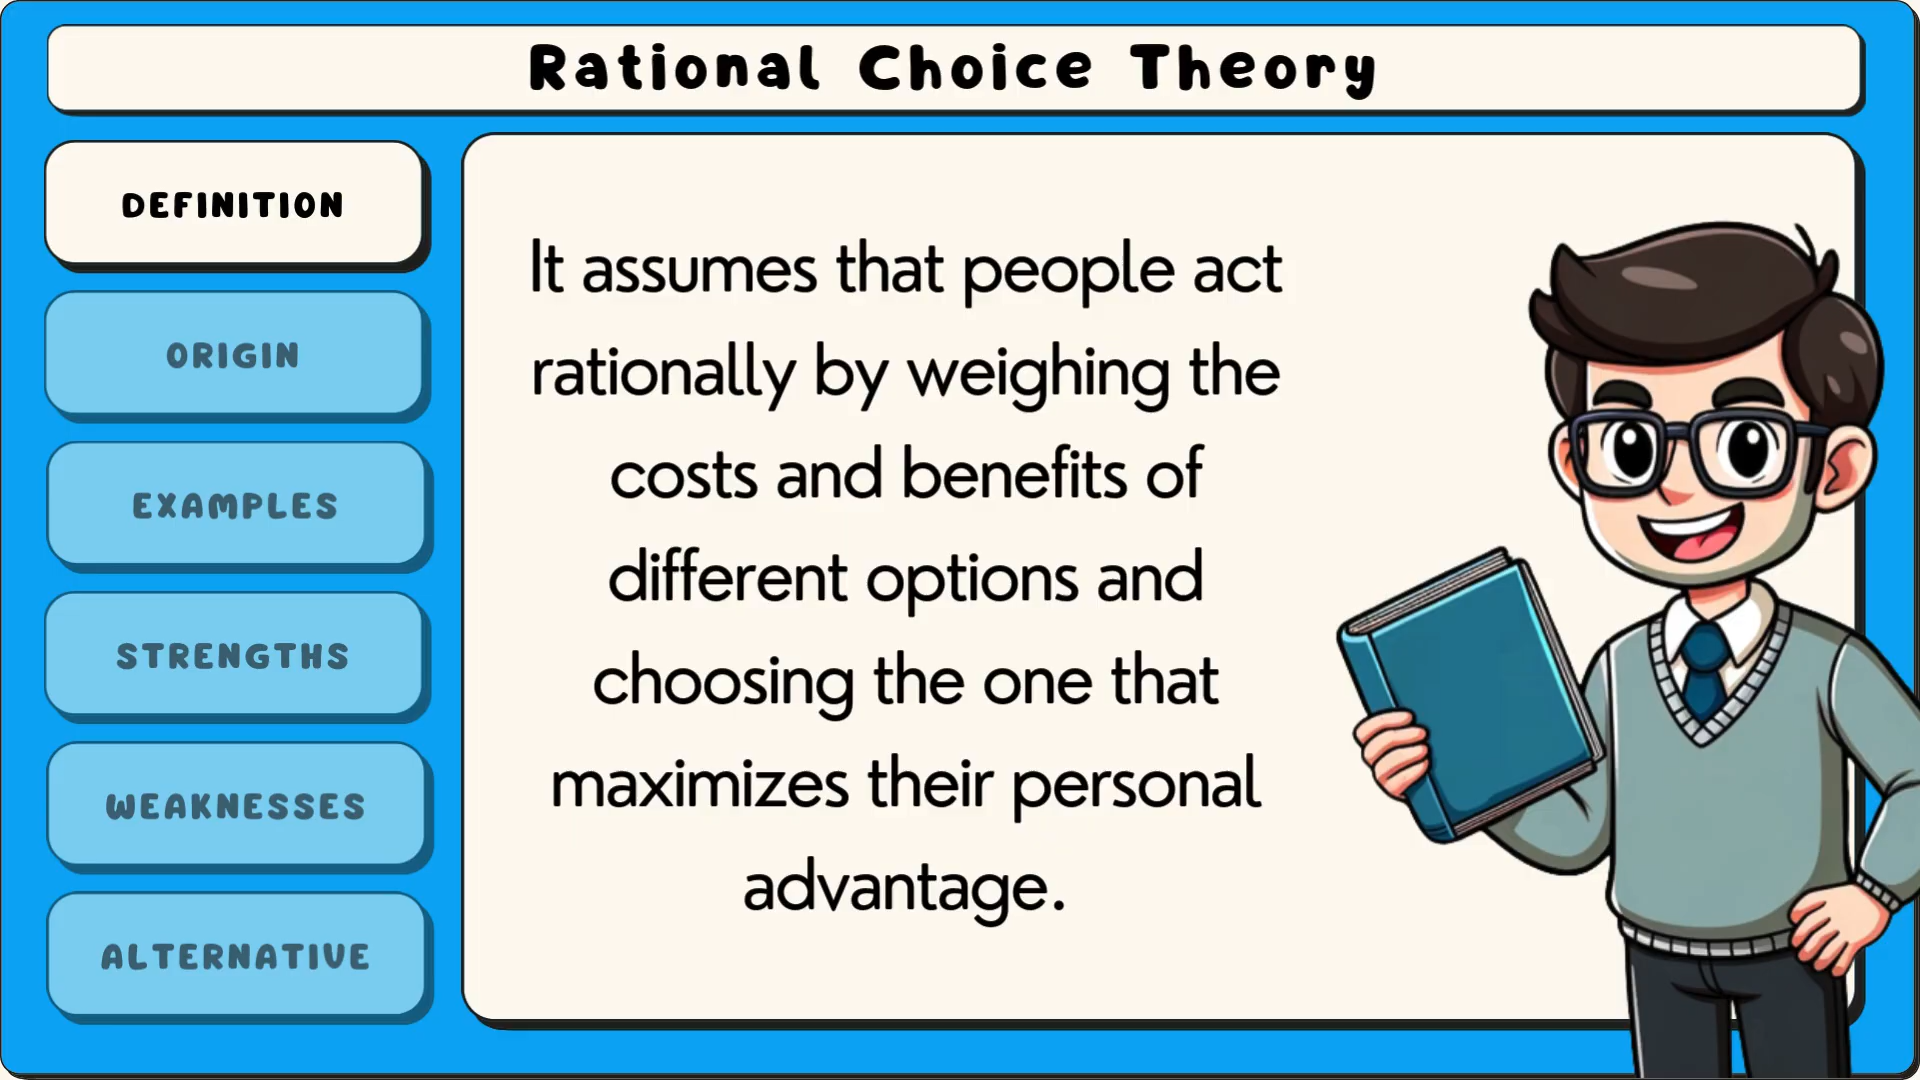 Rational Choice Theory
DEFINITION
ORIGIN
EXAMPLES
STRENGTHS
WEAKNESSES
ALTERNATIVE
It assumes that people act
rationally by weighing the
costs and benefits of
different options and
choosing the one that
maximizes their personal
advantage.